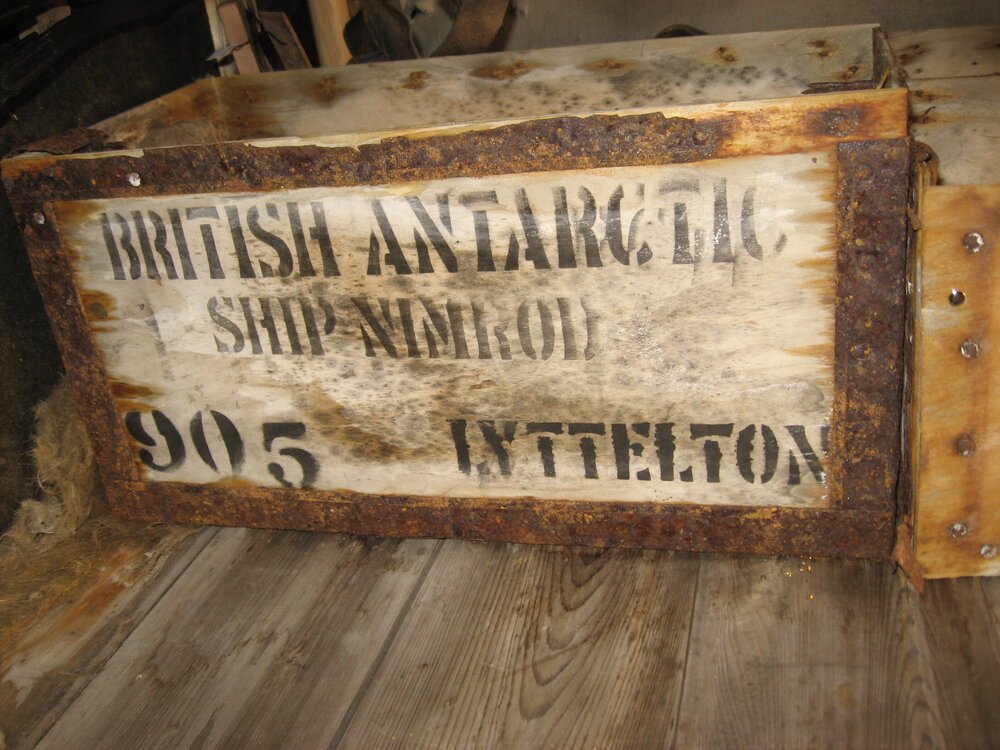 BRITISH ANTARCTIC
SHIP NIMROD
905 LYTTELTON